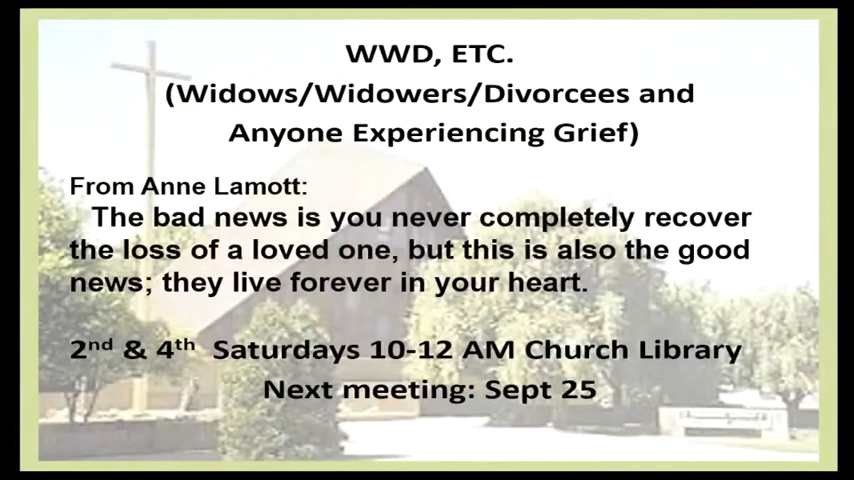 WWD, ETC.
(Widows/Widowers/Divorcees and
Anyone Experiencing Grief)
From Anne Lamott:
The bad news is you never completely recover
the loss of a loved one, but this is also the good
news; they live forever in your heart.
2nd & 4th Saturdays 10-12 AM Church Library
Next meeting: Sept 25